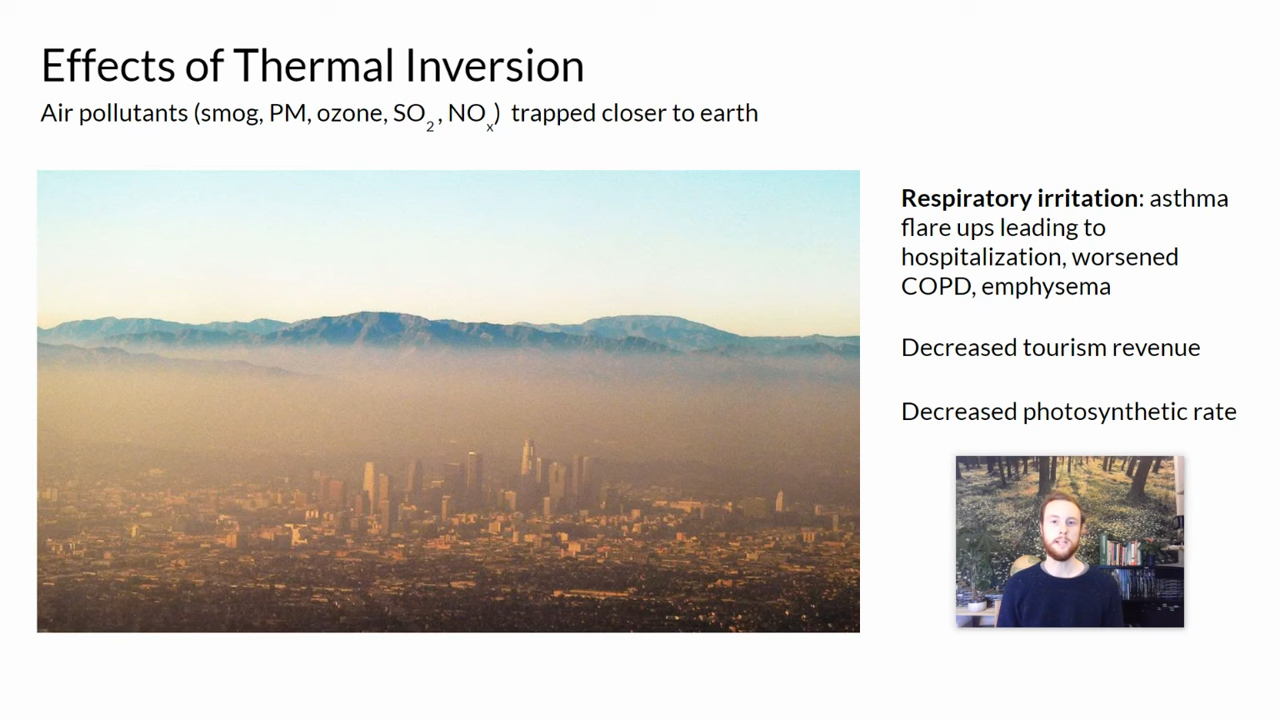 Effects of Thermal Inversion
Air pollutants (smog, PM, ozone, SO₂, NOₓ) trapped closer to earth
Respiratory irritation: asthma
flare ups leading to
hospitalization, worsened
COPD, emphysema
Decreased tourism revenue
Decreased photosynthetic rate